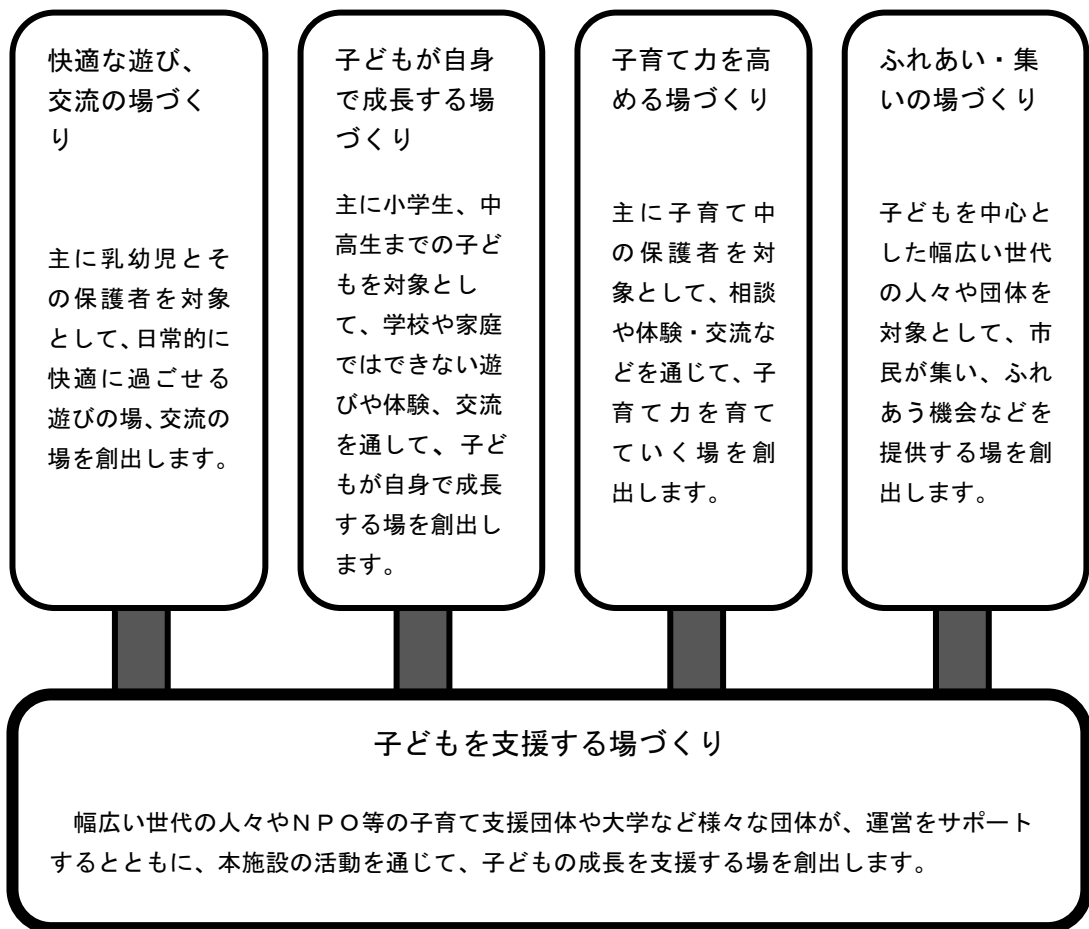 快適な遊び、
交流の場づく
り
主に乳幼児とそ
の保護者を対象
として、日常的に
快適に過ごせる
遊びの場、交流の
場を創出します。
子どもが自身
で成長する場
づくり
主に小学生、中
高生までの子ど
もを対象とし
て、学校や家庭
ではできない遊
びや体験、交流
を通して、子ど
もが自身で成長
する場を創出し
ます。
子育て力を高
める場づくり
主に子育て中
の保護者を対
象として、相談
や体験・交流な
どを通じて、子
育て力を育て
ていく場を創
出します。
ふれあい・集
いの場づくり
子どもを中心と
した幅広い世代
の人々や団体を
対象として、市
民が集い、ふれ
あう機会などを
提供する場を創
出します。
子どもを支援する場づくり
幅広い世代の人々やＮＰＯ等の子育て支援団体や大学など様々な団体が、運営をサポート
するとともに、本施設の活動を通じて、子どもの成長を支援する場を創出します。